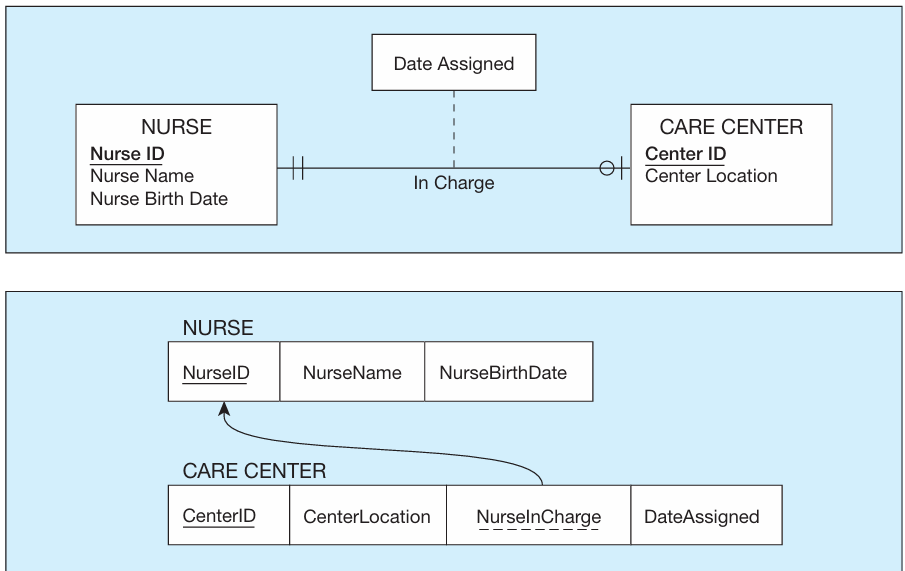 Date Assigned
NURSE
Nurse ID
Nurse Name
Nurse Birth Date
In Charge
CARE CENTER
Center ID
Center Location
NURSE
NurseID
NurseName
NurseBirthDate
CARE CENTER
CenterID
CenterLocation
NurseInCharge
DateAssigned